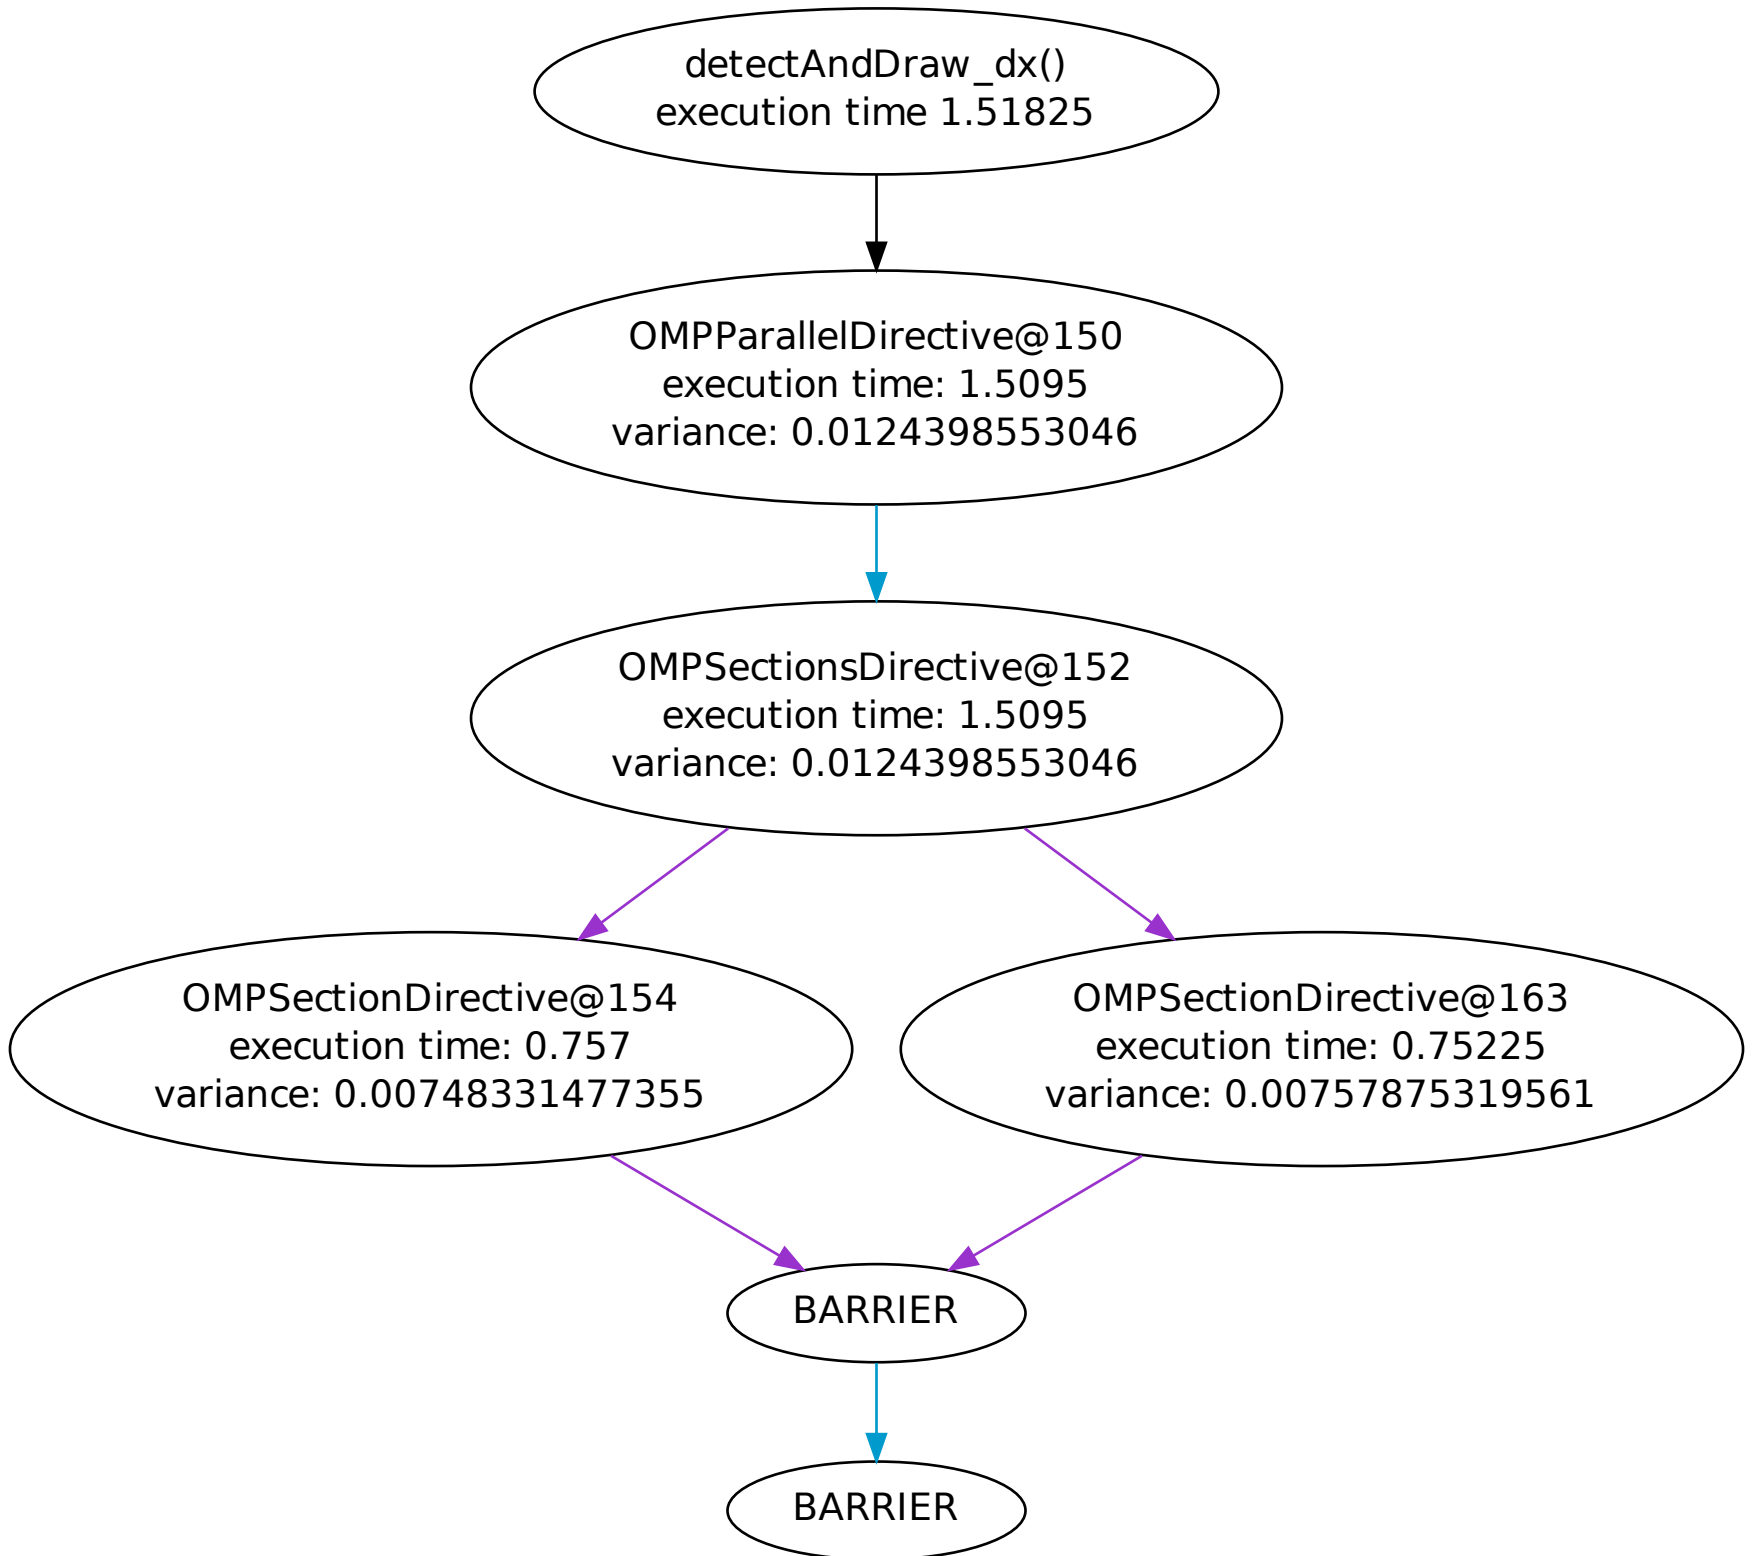 detectAndDraw_dx()
execution time 1.51825
OMPParallelDirective@150
execution time: 1.5095
variance: 0.0124398553046
OMPSectionsDirective@152
execution time: 1.5095
variance: 0.0124398553046
OMPSectionDirective@154
execution time: 0.757
variance: 0.00748331477355
OMPSectionDirective@163
execution time: 0.75225
variance: 0.00757875319561
BARRIER
BARRIER